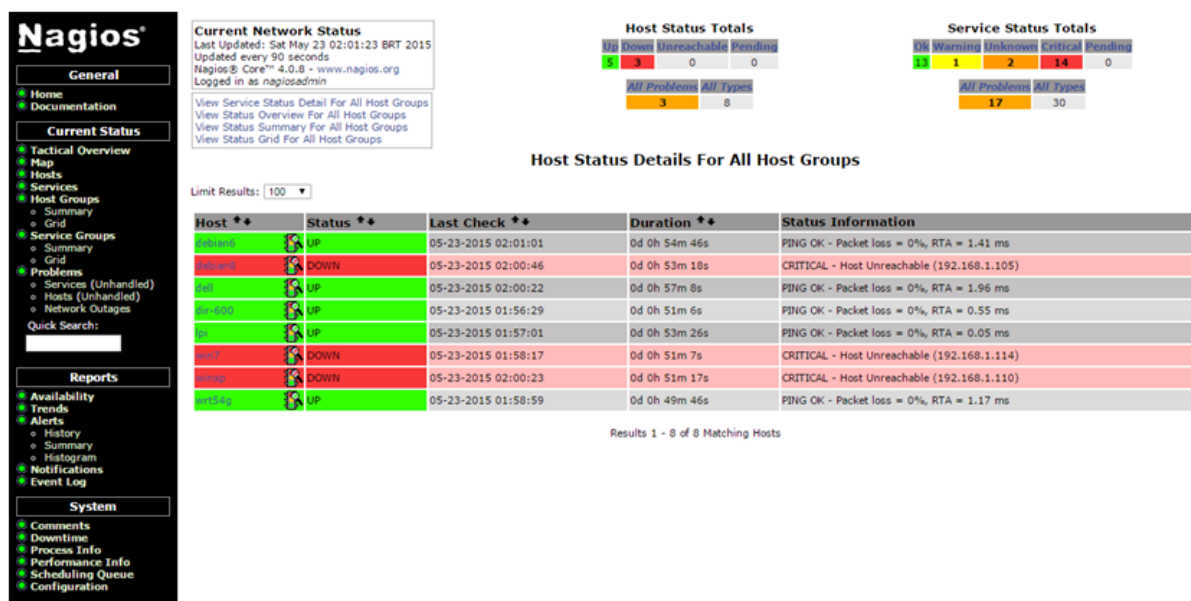 Nagios®
General
Home
Documentation
Current Status
Tactical Overview
Map
Hosts
Services
Host Groups
Summary
Grid
Service Groups
Summary
Grid
Problems
Services (Unhandled)
Hosts (Unhandled)
Network Outages
Quick Search:
Reports
Availability
Trends
Alerts
History
Summary
Histogram
Notifications
Event Log
System
Comments
Downtime
Process Info
Performance Info
Scheduling Queue
Configuration
Current Network Status
Last Updated: Sat May 23 02:01:23 BRT 2015
Updated every 90 seconds
Nagios® Core™ 4.0.8 - www.nagios.org
Logged in as nagiosadmin
View Service Status Detail For All Host Groups
View Status Overview For All Host Groups
View Status Summary For All Host Groups
View Status Grid For All Host Groups
Host Status Totals
Up Down Unreachable Pending
5 3 0 0
All Problems All Types
3 8
Service Status Totals
Ok Warning Unknown Critical Pending
13 1 2 14 0
All Problems All Types
17 30
Host Status Details For All Host Groups
Limit Results: 100
Host Status Last Check Duration Status Information
debian6 UP 05-23-2015 02:01:01 0d 0h 54m 46s PING OK - Packet loss = 0%, RTA = 1.41 ms
debian8 DOWN 05-23-2015 02:00:46 0d 0h 53m 18s CRITICAL - Host Unreachable (192.168.1.105)
dell UP 05-23-2015 02:00:22 0d 0h 57m 8s PING OK - Packet loss = 0%, RTA = 1.96 ms
dir-600 UP 05-23-2015 01:56:29 0d 0h 51m 6s PING OK - Packet loss = 0%, RTA = 0.55 ms
lpi UP 05-23-2015 01:57:01 0d 0h 53m 26s PING OK - Packet loss = 0%, RTA = 0.05 ms
win7 DOWN 05-23-2015 01:58:17 0d 0h 51m 7s CRITICAL - Host Unreachable (192.168.1.114)
winxp DOWN 05-23-2015 02:00:23 0d 0h 51m 17s CRITICAL - Host Unreachable (192.168.1.110)
wrt54g UP 05-23-2015 01:58:59 0d 0h 49m 46s PING OK - Packet loss = 0%, RTA = 1.17 ms
Results 1 - 8 of 8 Matching Hosts